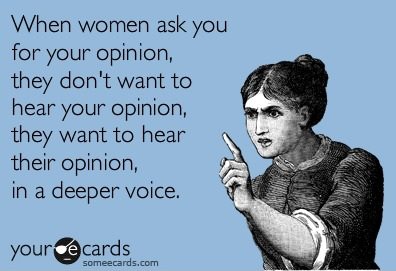 When women ask you
for your opinion,
they don't want to
hear your opinion,
they want to hear
their opinion,
in a deeper voice.
your e cards
someecards.com